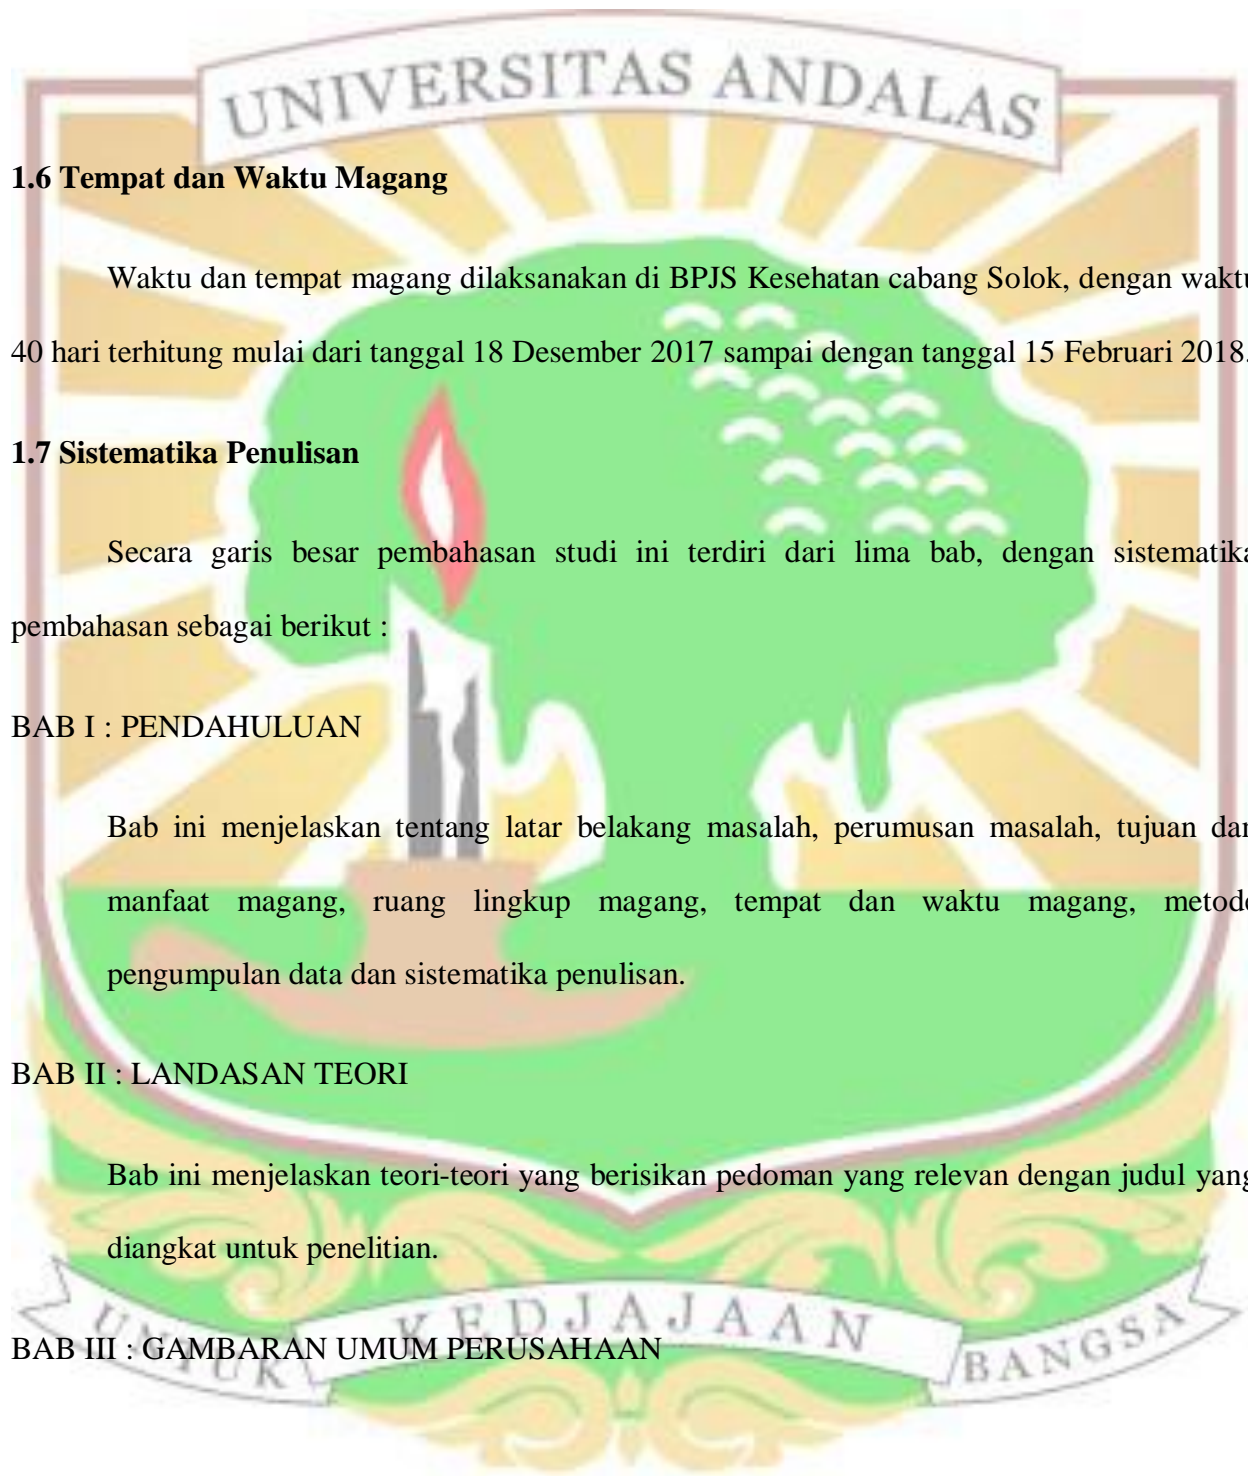 UNIVERSITAS ANDALAS
1.6 Tempat dan Waktu Magang
Waktu dan tempat magang dilaksanakan di BPJS Kesehatan cabang Solok, dengan waktu
40 hari terhitung mulai dari tanggal 18 Desember 2017 sampai dengan tanggal 15 Februari 2018.
1.7 Sistematika Penulisan
Secara garis besar pembahasan studi ini terdiri dari lima bab, dengan sistematika
pembahasan sebagai berikut :
BAB I : PENDAHULUAN
Bab ini menjelaskan tentang latar belakang masalah, perumusan masalah, tujuan dan
manfaat magang, ruang lingkup magang, tempat dan waktu magang, metode
pengumpulan data dan sistematika penulisan.
BAB II : LANDASAN TEORI
Bab ini menjelaskan teori-teori yang berisikan pedoman yang relevan dengan judul yang
diangkat untuk penelitian.
UNTUK KEDJAJAAN BANGSA
BAB III : GAMBARAN UMUM PERUSAHAAN